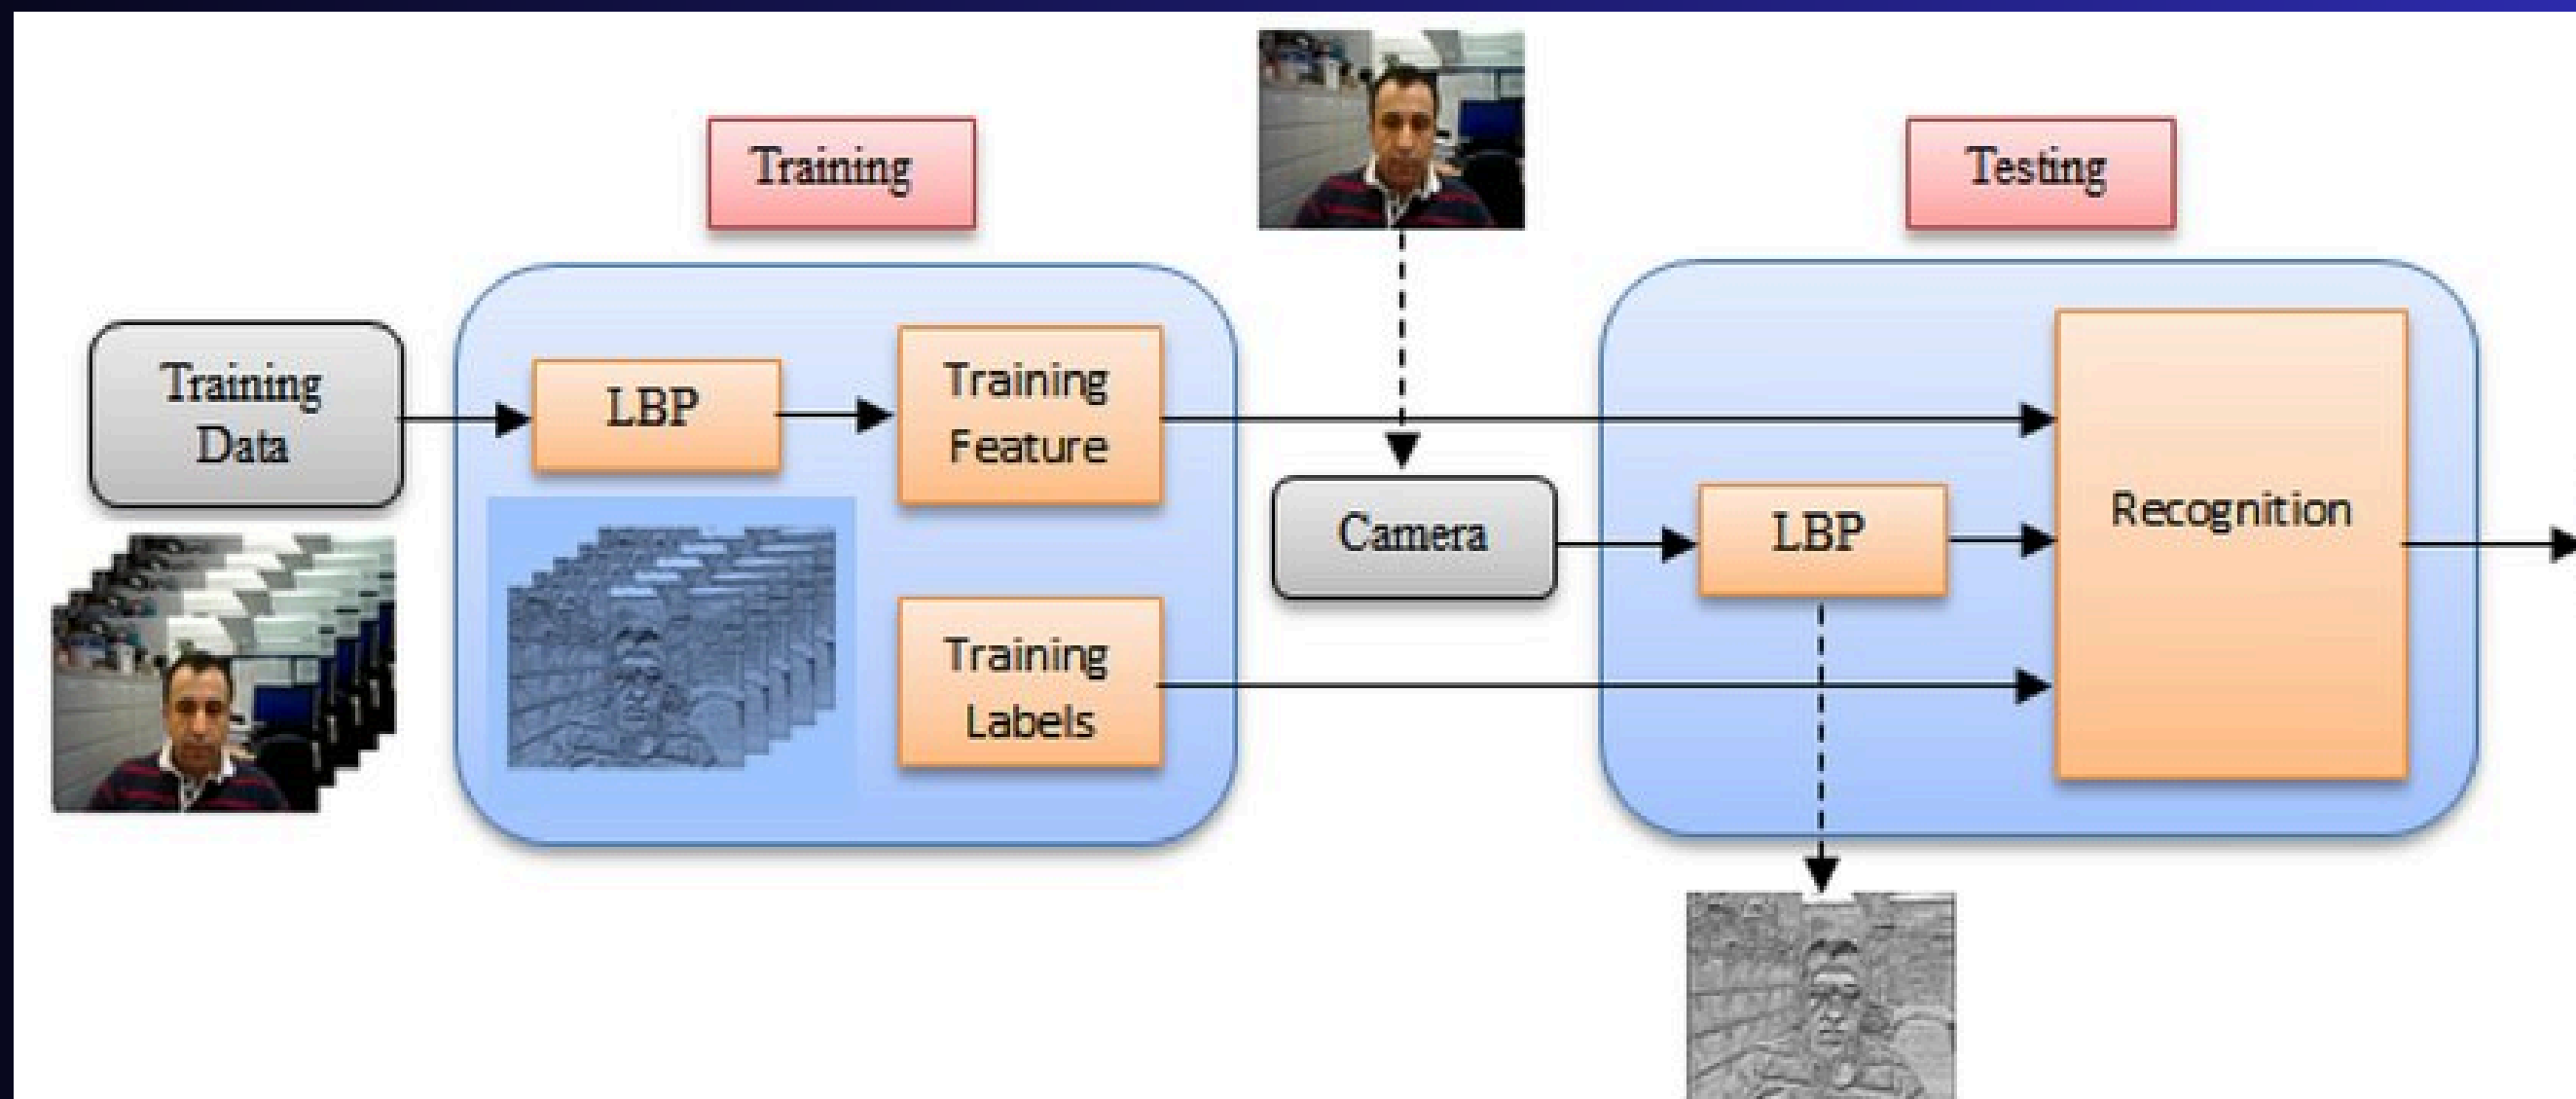 Training
Testing
Training
Data
LBP
Training
Feature
Training
Labels
Camera
LBP
Recognition